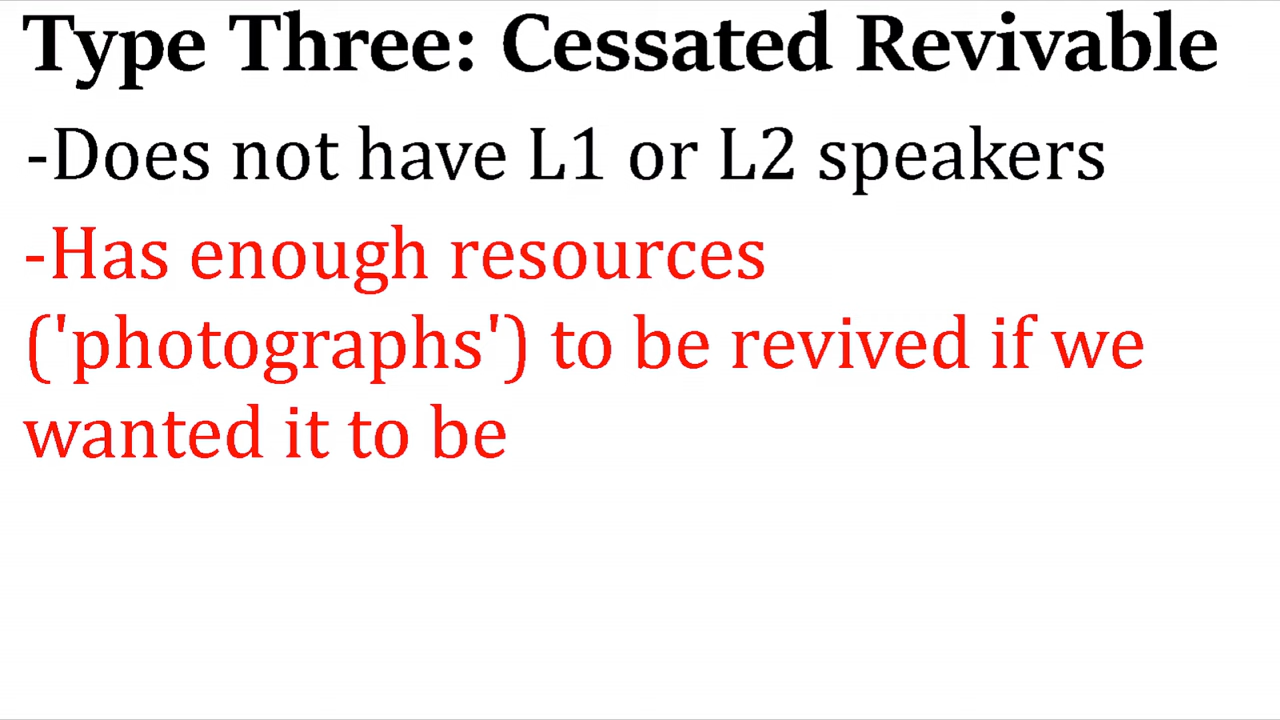 Type Three: Cessated Revivable
-Does not have L1 or L2 speakers
-Has enough resources
('photographs') to be revived if we
wanted it to be